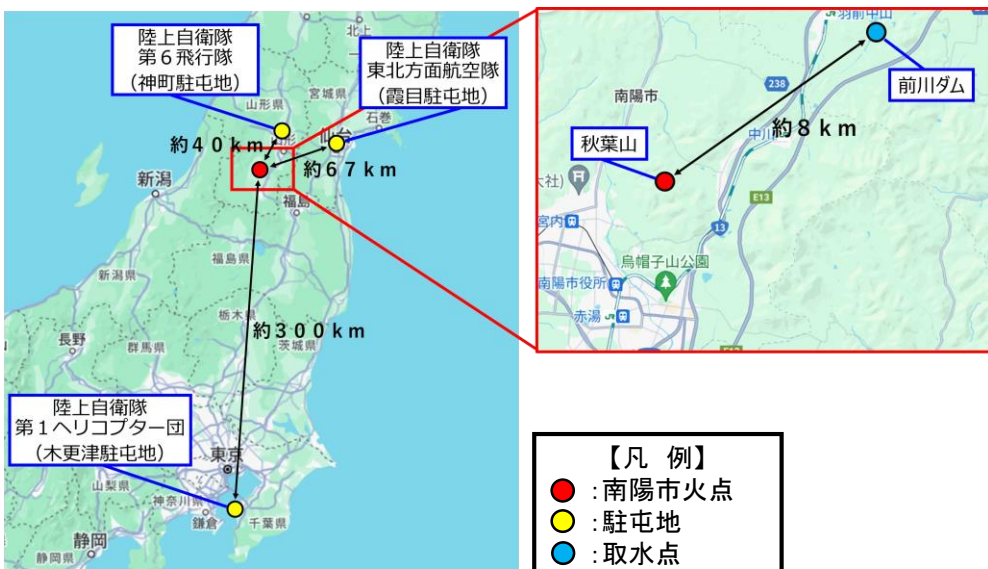 陸上自衛隊
第６飛行隊
（神町駐屯地）
陸上自衛隊
東北方面航空隊
（霞目駐屯地）
宮城県
山形県
石巻
仙台
約４０ｋｍ
約６７ｋｍ
新潟
福島
福島県
新潟県
栃木県
約３００ｋｍ
茨城県
長野
群馬県
陸上自衛隊
第１ヘリコプター団
（木更津駐屯地）
東京
山梨県
神奈川県
鎌倉
千葉県
静岡
静岡県
羽前中山
前川ダム
238
南陽市
中川
約８ｋｍ
秋葉山
大社)
E13
宮内
13
烏帽子山公園
南陽市役所
赤湯
【凡　例】
：南陽市火点
：駐屯地
：取水点